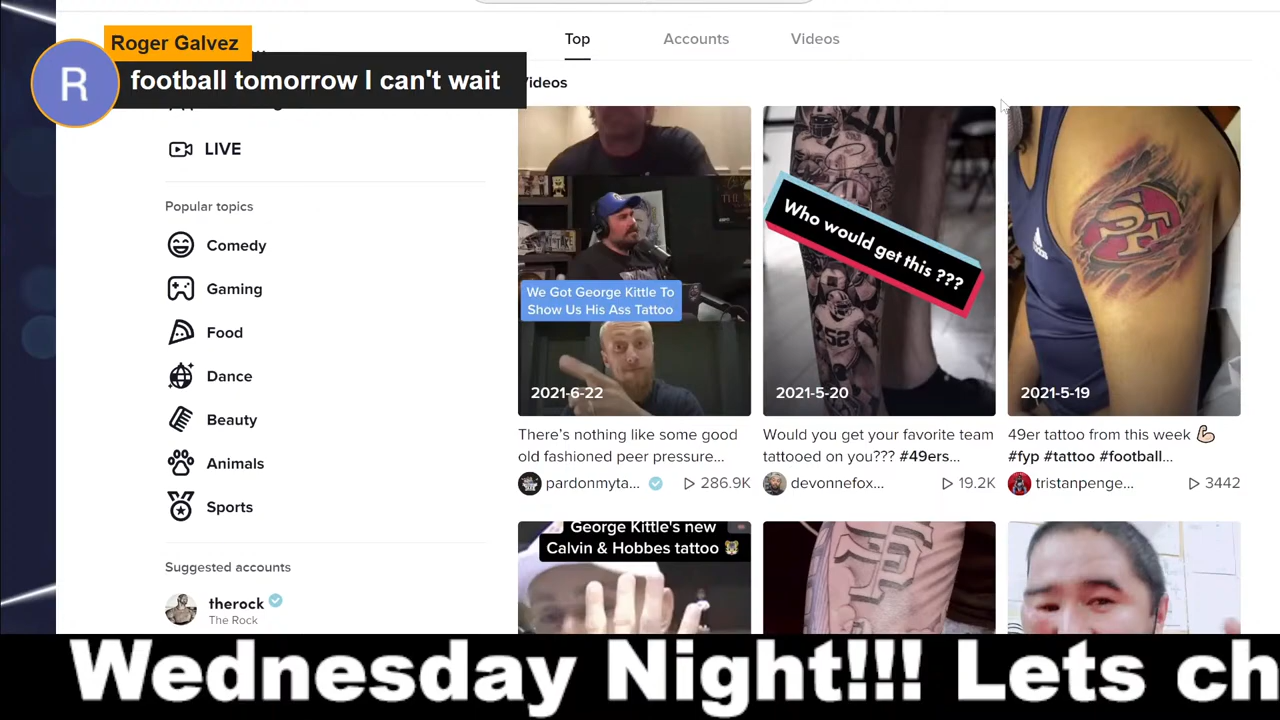 Roger Galvez
R
football tomorrow I can't wait
Top
Accounts
Videos
Videos
LIVE
Popular topics
Comedy
Gaming
Food
Dance
Beauty
Animals
Sports
Suggested accounts
therock
The Rock
We Got George Kittle To
Show Us His Ass Tattoo
2021-6-22
There's nothing like some good
old fashioned peer pressure...
pardonmyta...
286.9K
Who would get this ???
52
2021-5-20
Would you get your favorite team
tattooed on you??? #49ers...
devonnefox...
19.2K
SF
adidas
2021-5-19
49er tattoo from this week 💪🏼
#fyp #tattoo #football...
tristanpenge...
3442
George Kittle's new
Calvin & Hobbes tattoo 🐯
Wednesday Night!!! Lets ch